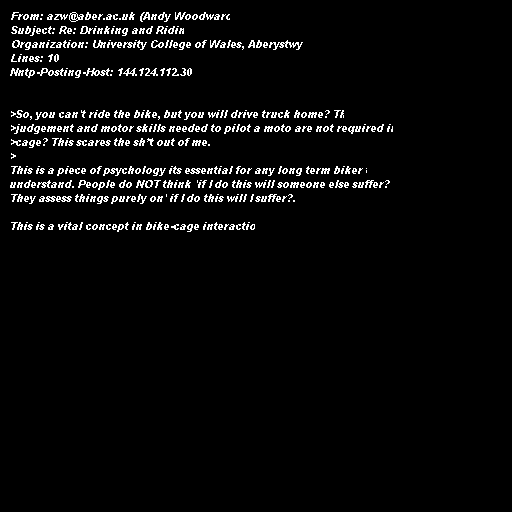 From: azw@aber.ac.uk (Andy Woodward
Subject: Re: Drinking and Ridin
Organization: University College of Wales, Aberystwy
Lines: 10
Nntp-Posting-Host: 144.124.112.30

>So, you can't ride the bike, but you will drive truck home? Th
>judgement and motor skills needed to pilot a moto are not required in
>cage? This scares the sh*t out of me.
>
This is a piece of psychology its essential for any long term biker
understand. People do NOT think 'if I do this will someone else suffer?
They assess things purely on' if I do this will I suffer?.

This is a vital concept in bike-cage interactio